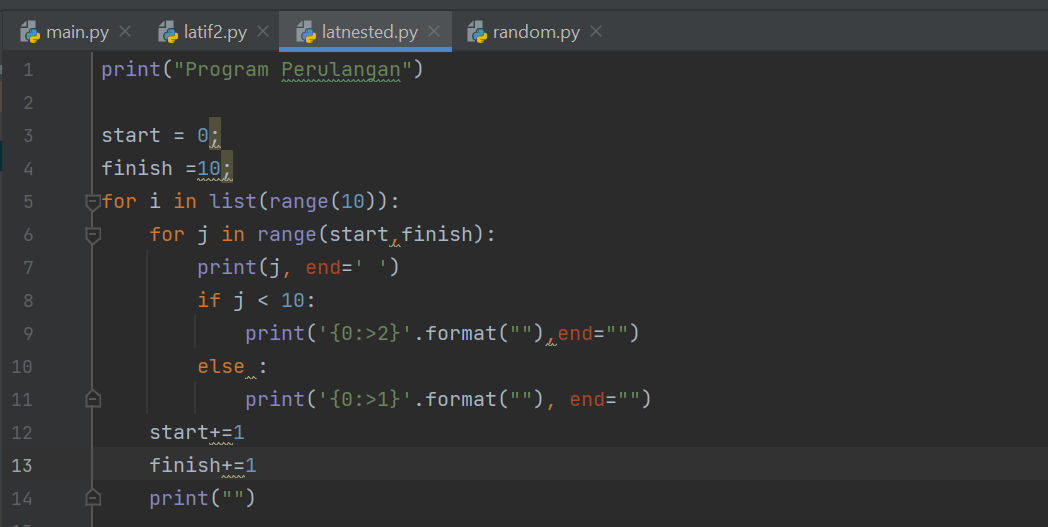 main.py latif2.py latnested.py random.py
1 print("Program Perulangan")
2
3 start = 0;
4 finish =10;
5 for i in list(range(10)):
6     for j in range(start,finish):
7         print(j, end=' ')
8         if j < 10:
9             print('{0:>2}'.format(""),end="")
10         else :
11             print('{0:>1}'.format(""), end="")
12     start+=1
13     finish+=1
14     print("")